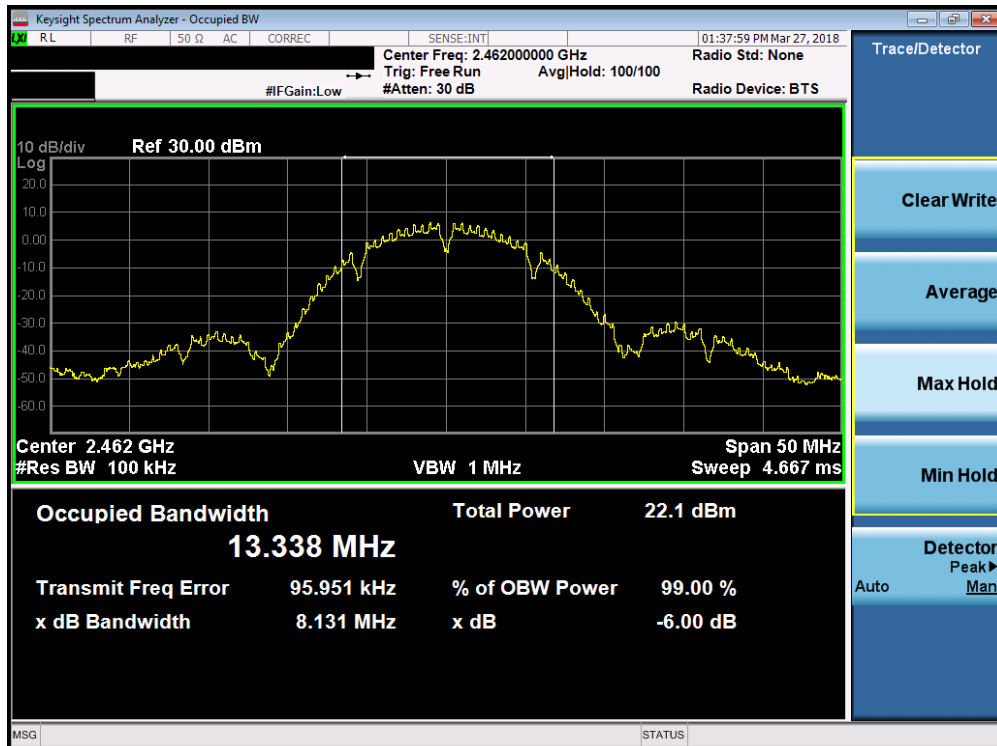 Keysight Spectrum Analyzer - Occupied BW
LXI RL RF 50 Ω AC CORREC SENSE:INT 01:37:59 PM Mar 27, 2018
Center Freq: 2.462000000 GHz Radio Std: None
Trig: Free Run Avg|Hold: 100/100
#IFGain:Low #Atten: 30 dB Radio Device: BTS
10 dB/div Ref 30.00 dBm
Log
20.0
10.0
0.00
-10.0
-20.0
-30.0
-40.0
-50.0
-60.0
Center 2.462 GHz Span 50 MHz
#Res BW 100 kHz VBW 1 MHz Sweep 4.667 ms
Occupied Bandwidth Total Power 22.1 dBm
13.338 MHz
Transmit Freq Error 95.951 kHz % of OBW Power 99.00 %
x dB Bandwidth 8.131 MHz x dB -6.00 dB
MSG STATUS
Trace/Detector
Clear Write
Average
Max Hold
Min Hold
Detector
Peak▶
Auto Man